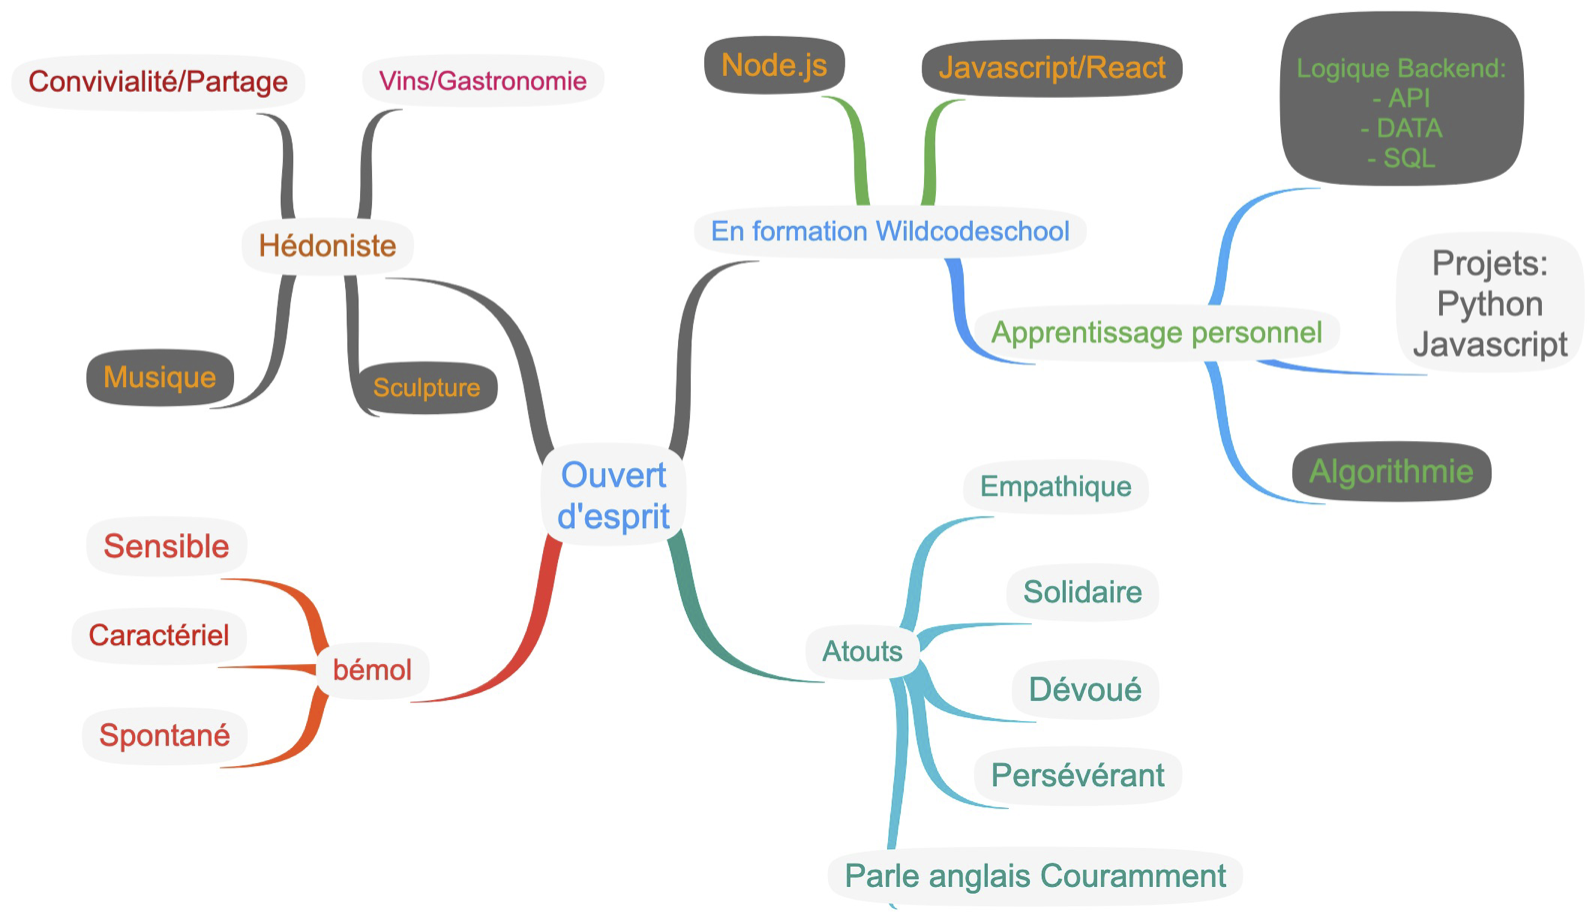 Convivialité/Partage
Vins/Gastronomie
Hédoniste
Musique
Sculpture
Node.js
Javascript/React
En formation Wildcodeschool
Logique Backend:
- API
- DATA
- SQL
Apprentissage personnel
Projets:
Python
Javascript
Algorithmie
Ouvert
d'esprit
Sensible
Caractériel
Spontané
bémol
Atouts
Empathique
Solidaire
Dévoué
Persévérant
Parle anglais Couramment